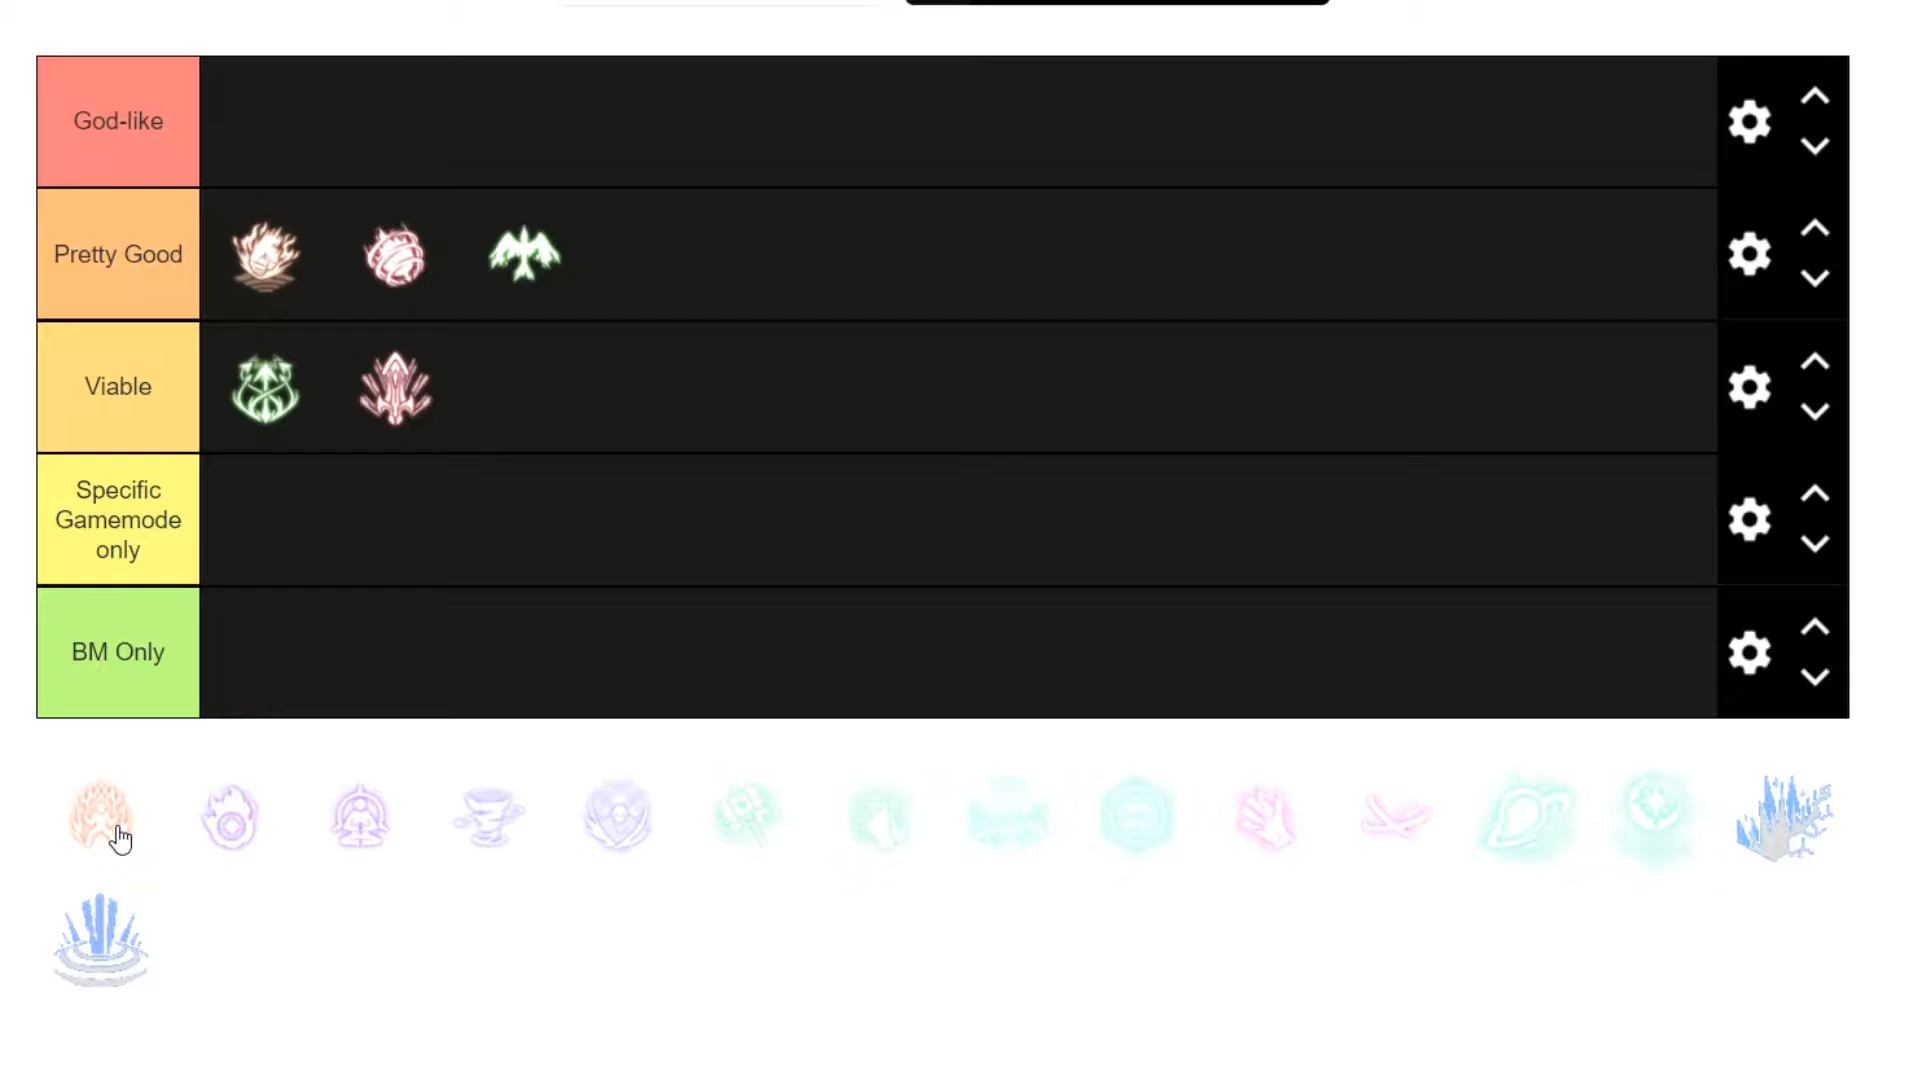 God-like
Pretty Good
Viable
Specific
Gamemode
only
BM Only